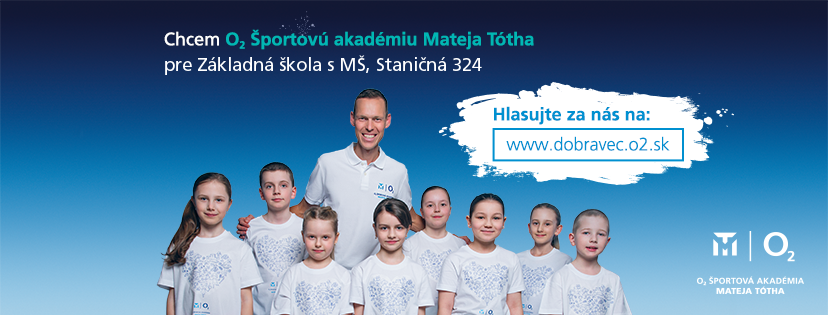 Chcem O₂ Športovú akadémiu Mateja Tótha
pre Základná škola s MŠ, Staničná 324
Hlasujte za nás na:
www.dobravec.o2.sk
O₂
O₂
O₂ ŠPORTOVÁ AKADÉMIA
MATEJA TÓTHA